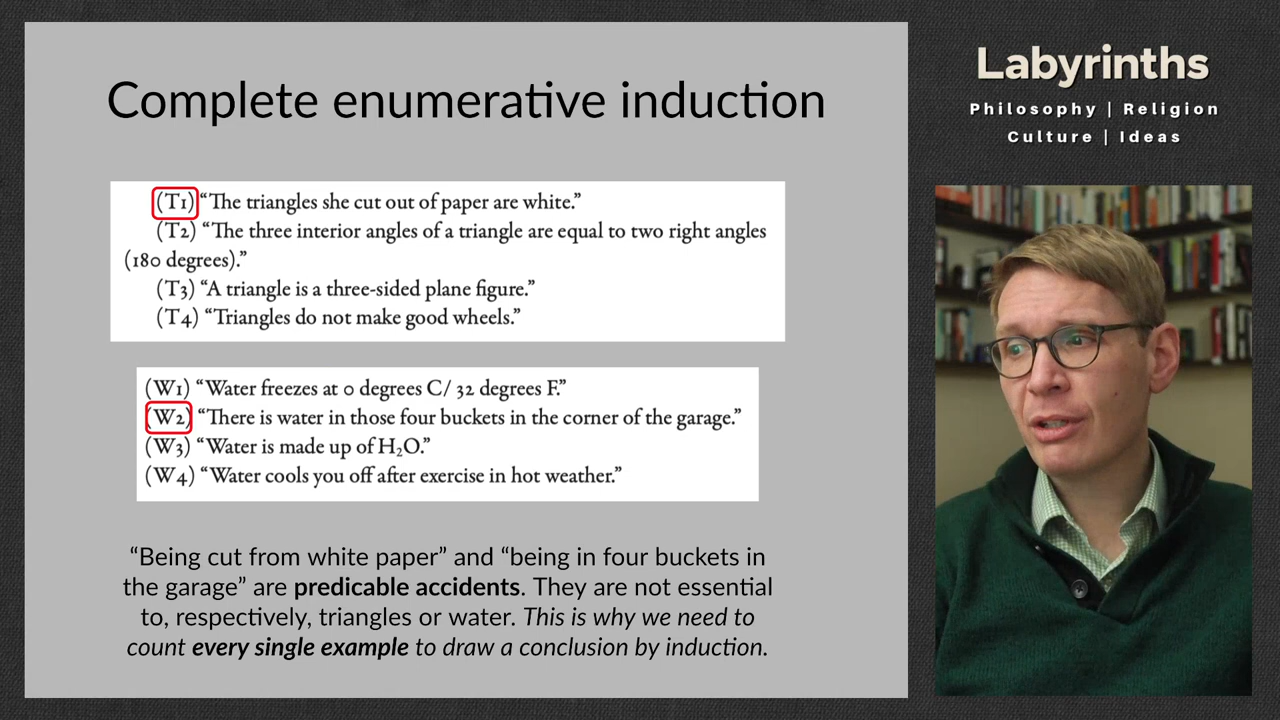 Complete enumerative induction
(T1) “The triangles she cut out of paper are white.”
(T2) “The three interior angles of a triangle are equal to two right angles
(180 degrees).”
(T3) “A triangle is a three-sided plane figure.”
(T4) “Triangles do not make good wheels.”
(W1) “Water freezes at 0 degrees C/ 32 degrees F.”
(W2) “There is water in those four buckets in the corner of the garage.”
(W3) “Water is made up of H₂O.”
(W4) “Water cools you off after exercise in hot weather.”
“Being cut from white paper” and “being in four buckets in
the garage” are predicable accidents. They are not essential
to, respectively, triangles or water. This is why we need to
count every single example to draw a conclusion by induction.
Labyrinths
Philosophy | Religion
Culture | Ideas